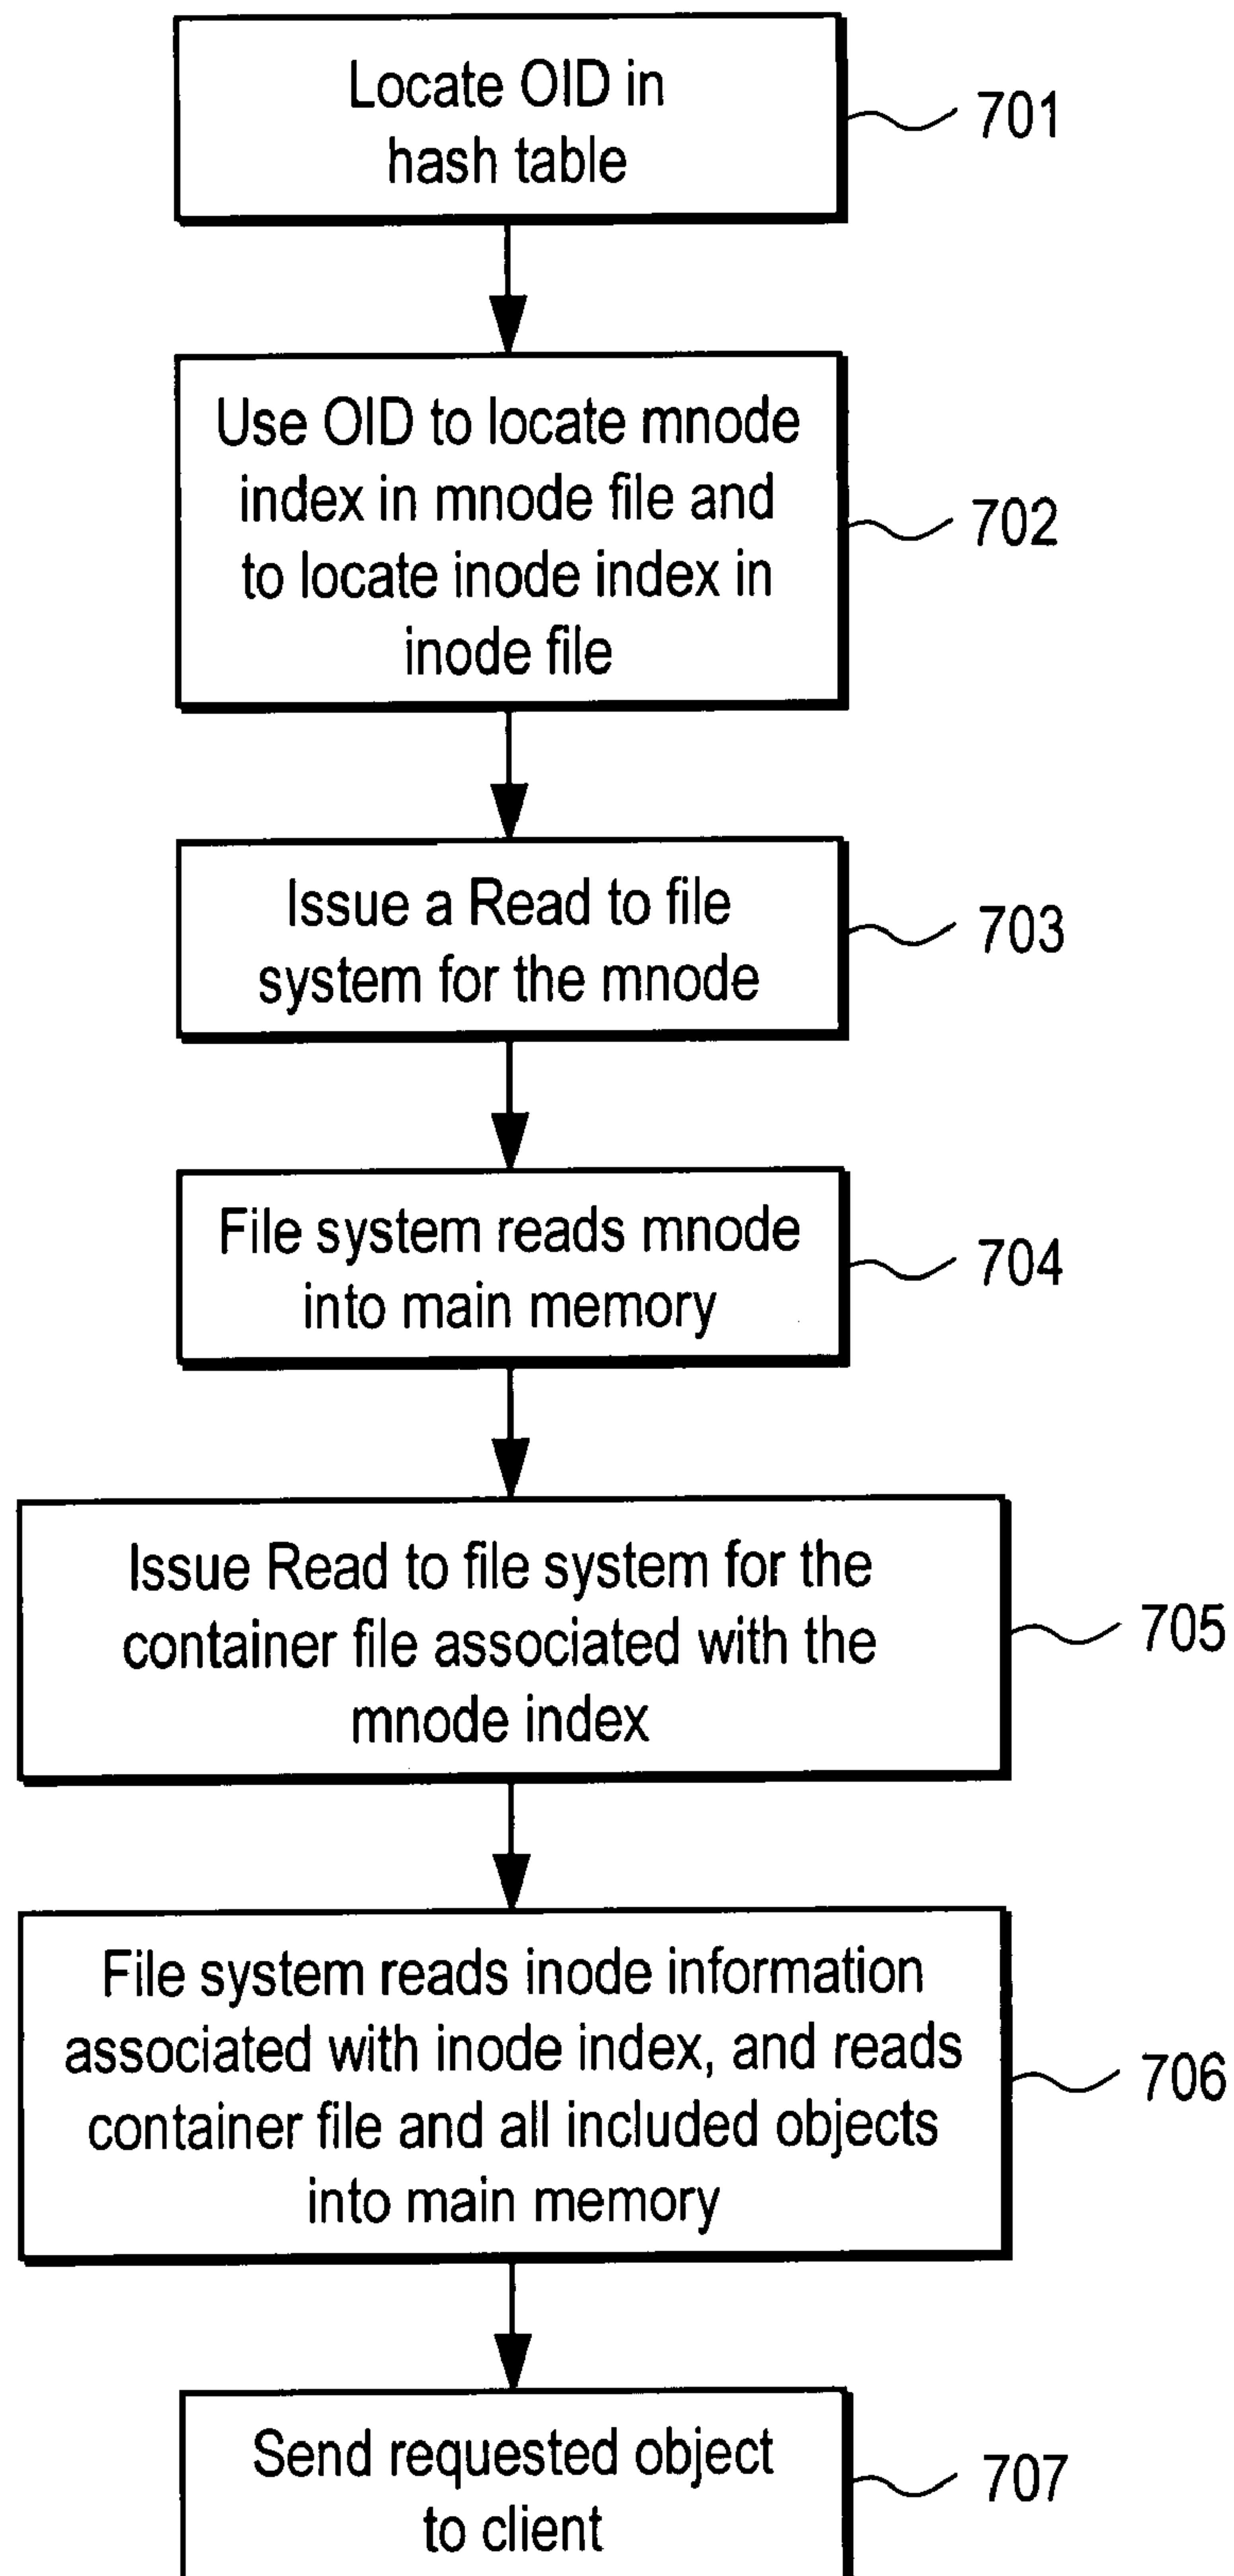 Locate OID in
hash table
701
Use OID to locate mnode
index in mnode file and
to locate inode index in
inode file
702
Issue a Read to file
system for the mnode
703
File system reads mnode
into main memory
704
Issue Read to file system for the
container file associated with the
mnode index
705
File system reads inode information
associated with inode index, and reads
container file and all included objects
into main memory
706
Send requested object
to client
707